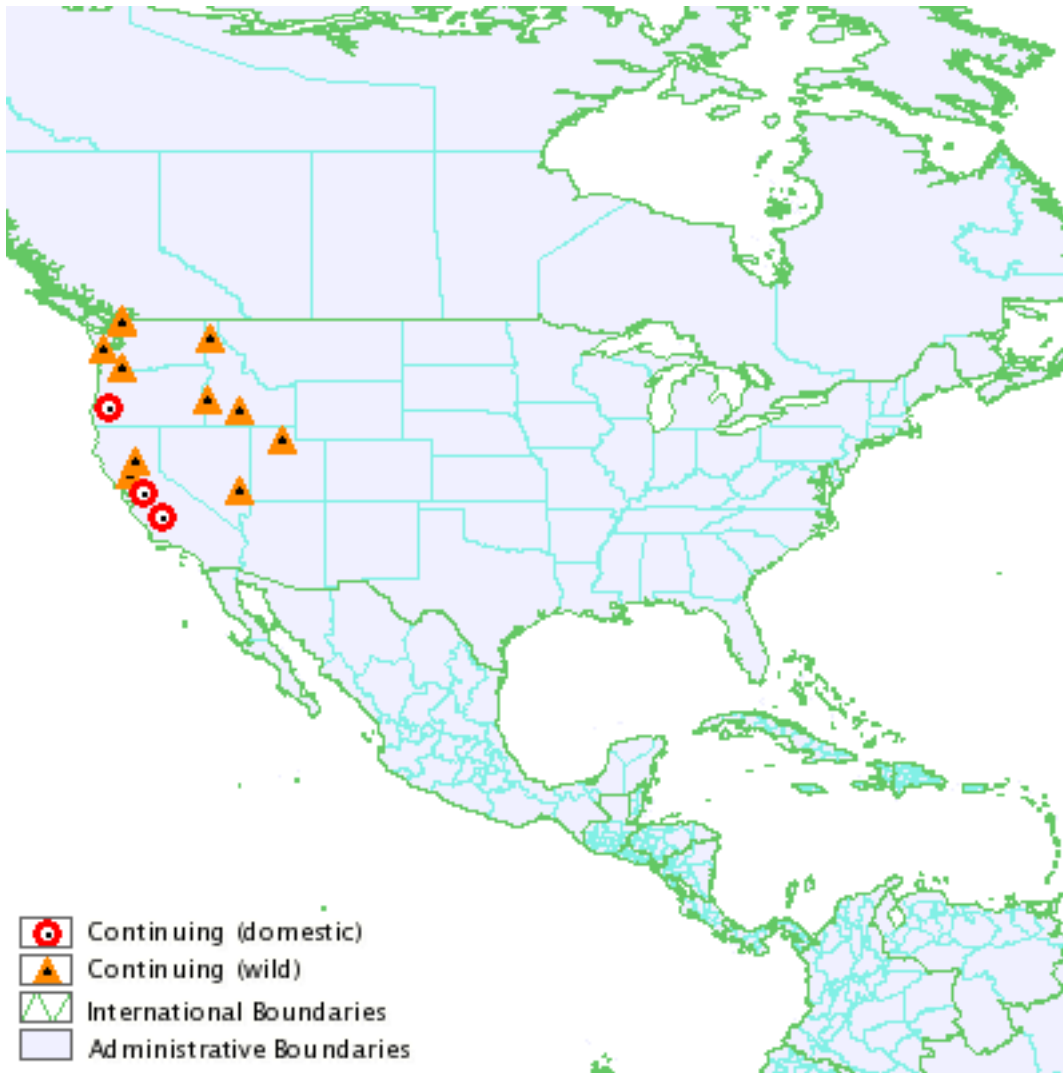 Continuing (domestic)
Continuing (wild)
International Boundaries
Administrative Boundaries